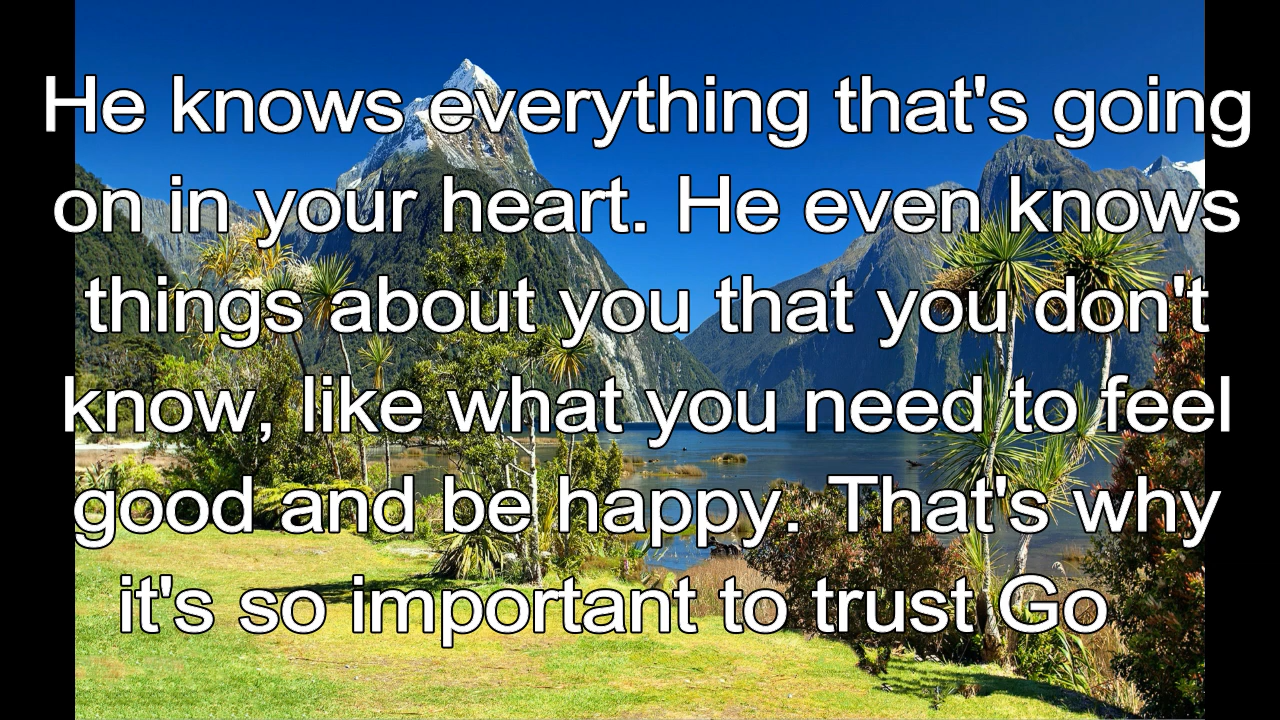 He knows everything that's going
on in your heart. He even knows
things about you that you don't
know, like what you need to feel
good and be happy. That's why
it's so important to trust Go